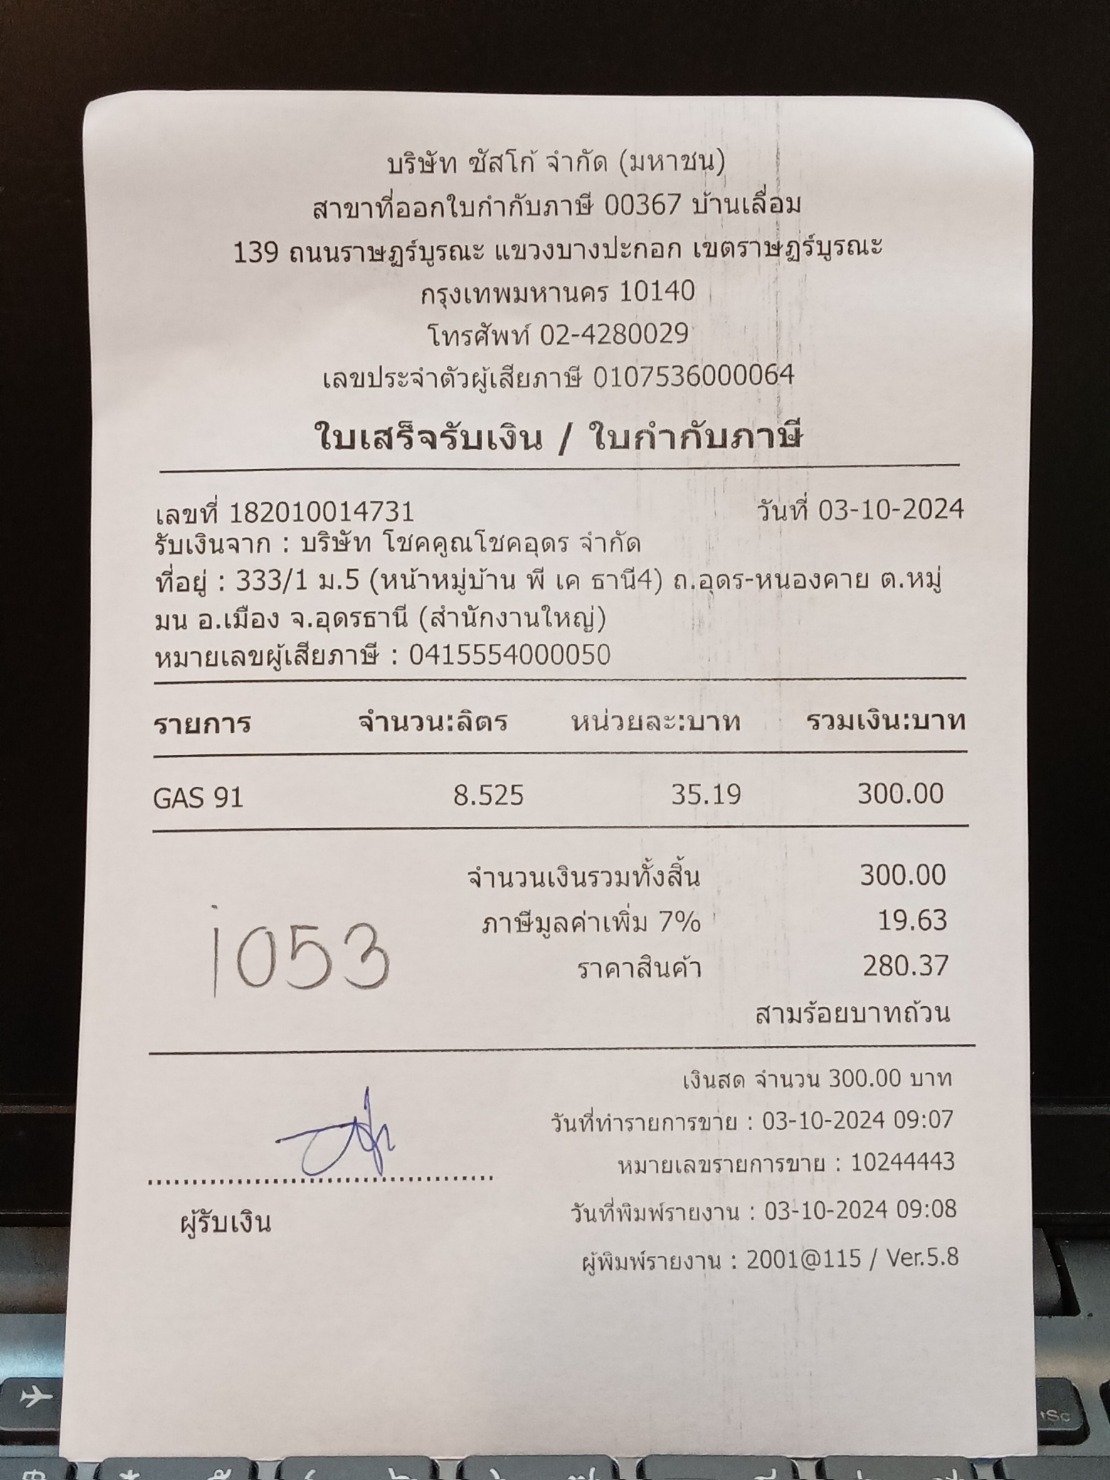 บริษัท ซัสโก้ จำกัด (มหาชน)
สาขาที่ออกใบกำกับภาษี 00367 บ้านเลื่อม
139 ถนนราษฎร์บูรณะ แขวงบางปะกอก เขตราษฎร์บูรณะ
กรุงเทพมหานคร 10140
โทรศัพท์ 02-4280029
เลขประจำตัวผู้เสียภาษี 0107536000064
ใบเสร็จรับเงิน / ใบกำกับภาษี
เลขที่ 182010014731 วันที่ 03-10-2024
รับเงินจาก : บริษัท โชคคูณโชคอุดร จำกัด
ที่อยู่ : 333/1 ม.5 (หน้าหมู่บ้าน พี เค ธานี4) ถ.อุดร-หนองคาย ต.หมู่
มน อ.เมือง จ.อุดรธานี (สำนักงานใหญ่)
หมายเลขผู้เสียภาษี : 0415554000050
รายการ จำนวน:ลิตร หน่วยละ:บาท รวมเงิน:บาท
GAS 91 8.525 35.19 300.00
จำนวนเงินรวมทั้งสิ้น 300.00
ภาษีมูลค่าเพิ่ม 7% 19.63
1053
ราคาสินค้า 280.37
สามร้อยบาทถ้วน
เงินสด จำนวน 300.00 บาท
วันที่ทำรายการขาย : 03-10-2024 09:07
หมายเลขรายการขาย : 10244443
วันที่พิมพ์รายงาน : 03-10-2024 09:08
ผู้รับเงิน
ผู้พิมพ์รายงาน : 2001@115 / Ver.5.8